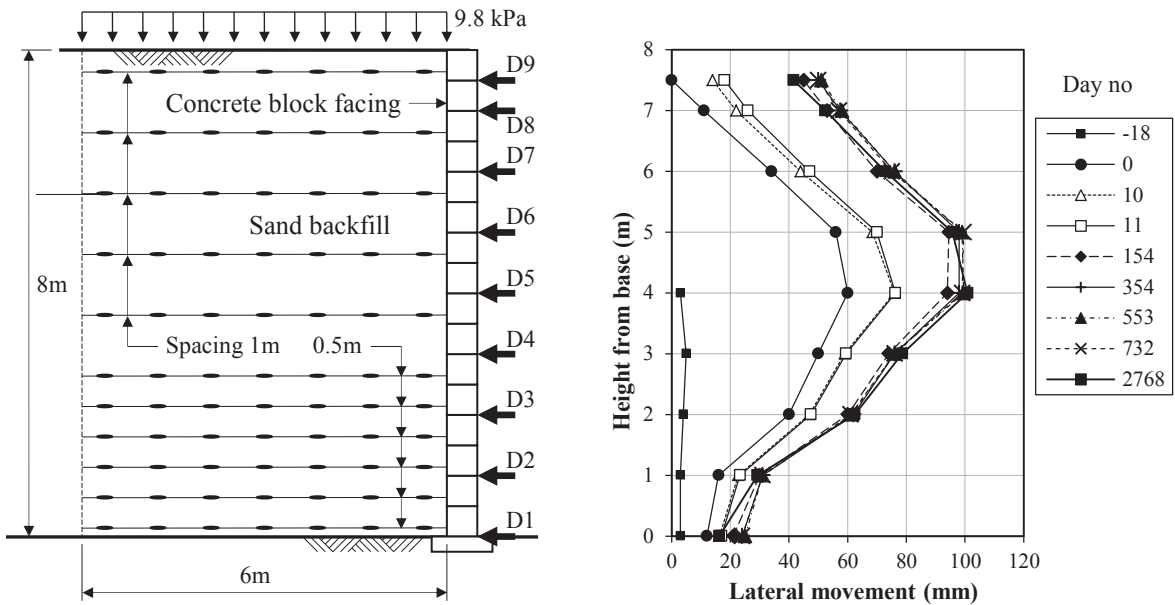 9.8 kPa
D9
Concrete block facing
D8
D7
D6
Sand backfill
8m
D5
Spacing 1m 0.5m
D4
D3
D2
D1
6m
Height from base (m)
8
7
6
5
4
3
2
1
0
0 20 40 60 80 100 120
Lateral movement (mm)
Day no
-18
0
10
11
154
354
553
732
2768